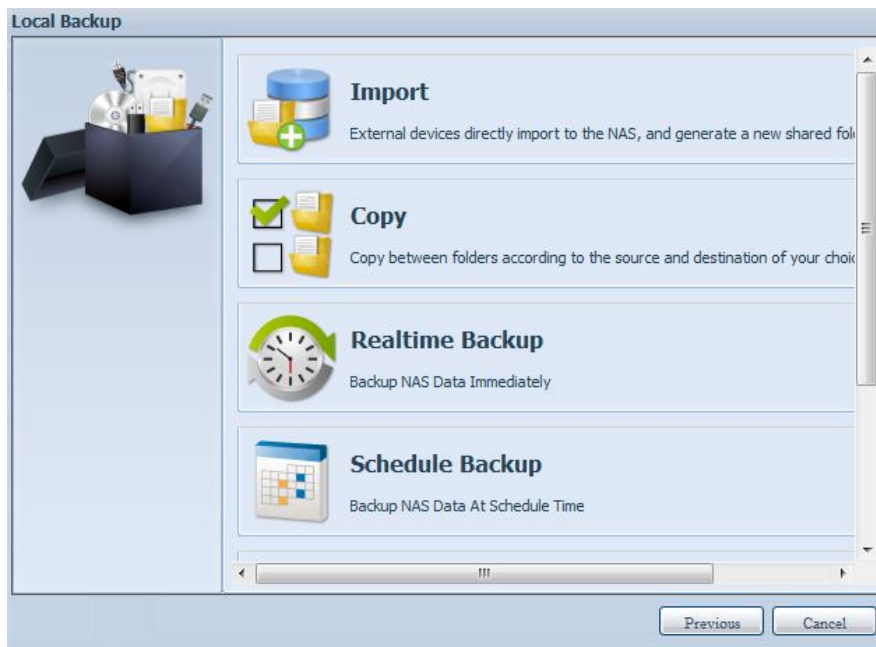 Local Backup
Import
External devices directly import to the NAS, and generate a new shared
Copy
Copy between folders according to the source and destination of your
Realtime Backup
Backup NAS Data Immediately
Schedule Backup
Backup NAS Data At Schedule Time
Previous
Cancel